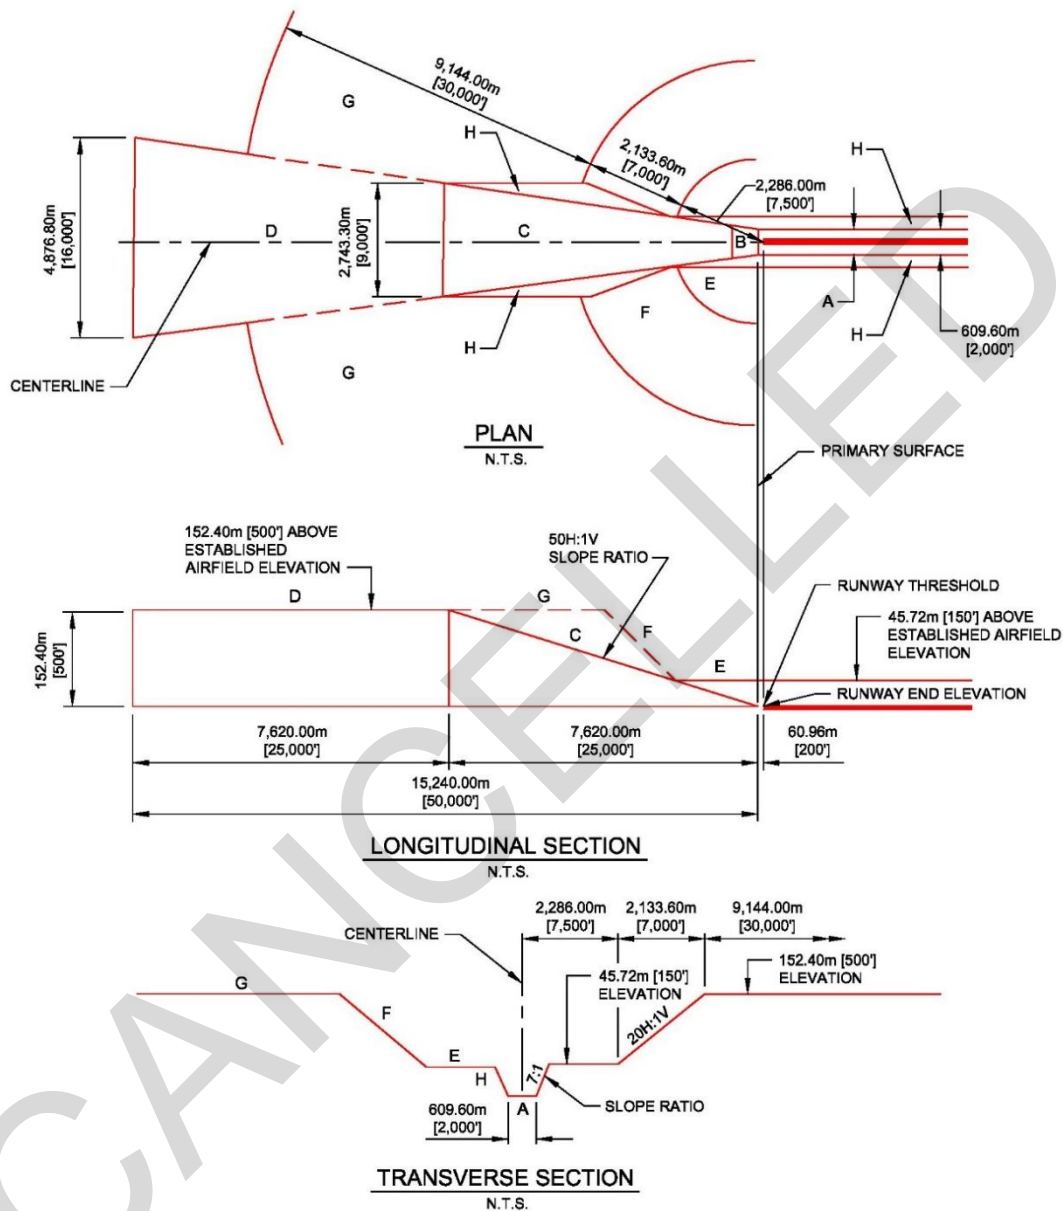 9,144.00m
[30,000']
G
H
2,133.60m
[7,000']
H
2,286.00m
[7,500']
4,876.80m
[16,000']
D
2,743.30m
[9,000']
C
B
E
A
F
H
H
609.60m
[2,000']
G
CENTERLINE
PLAN
N.T.S.
PRIMARY SURFACE
152.40m [500'] ABOVE
ESTABLISHED
AIRFIELD ELEVATION
50H:1V
SLOPE RATIO
D
G
RUNWAY THRESHOLD
45.72m [150'] ABOVE
ESTABLISHED AIRFIELD
ELEVATION
C
F
E
152.40m
[500']
RUNWAY END ELEVATION
7,620.00m
[25,000']
7,620.00m
[25,000']
60.96m
[200']
15,240.00m
[50,000']
LONGITUDINAL SECTION
N.T.S.
2,286.00m
[7,500']
2,133.60m
[7,000']
9,144.00m
[30,000']
CENTERLINE
45.72m [150']
ELEVATION
152.40m [500']
ELEVATION
G
F
20H:1V
E
H
7:1
A
SLOPE RATIO
609.60m
[2,000']
TRANSVERSE SECTION
N.T.S.
CANCELLED